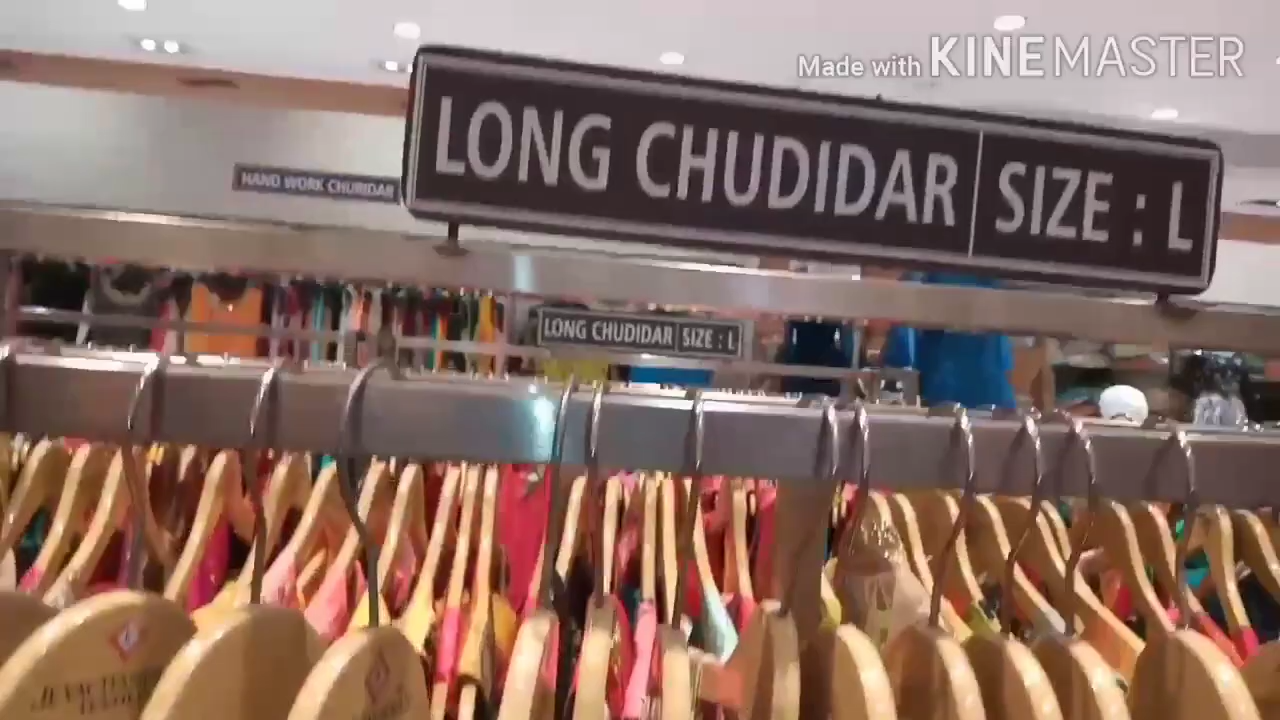 Made with KINEMASTER
LONG CHUDIDAR SIZE : L
HAND WORK CHURIDAR
LONG CHUDIDAR SIZE : L